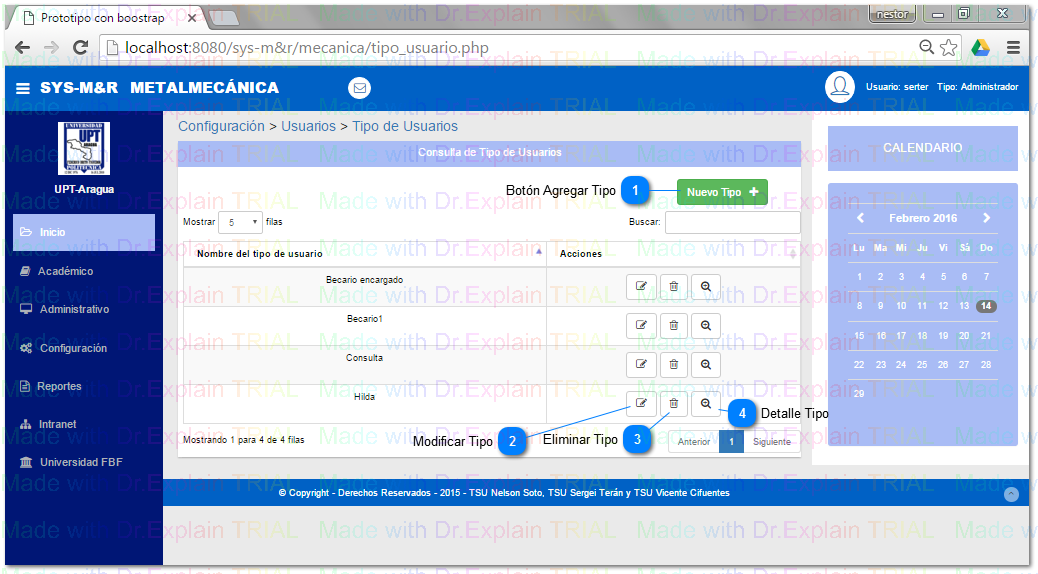 Prototipo con boostrap
nestor
localhost:8080/sys-m&r/mecanica/tipo_usuario.php
SYS-M&R METALMECÁNICA
Usuario: serter Tipo: Administrador
UNIVERSIDAD
UPT
ARAGUA
POLITECNICA
UPT-Aragua
Inicio
Académico
Administrativo
Configuración
Reportes
Intranet
Universidad FBF
Configuración > Usuarios > Tipo de Usuarios
Consulta de Tipo de Usuarios
Botón Agregar Tipo 1 Nuevo Tipo +
Mostrar 5 filas
Buscar:
Nombre del tipo de usuario Acciones
Becario encargado
Becario1
Consulta
Hilda
Mostrando 1 para 4 de 4 filas
Modificar Tipo 2
Eliminar Tipo 3
4 Detalle Tipo
Anterior 1 Siguiente
CALENDARIO
Febrero 2016
Lu Ma Mi Ju Vi Sá Do
1 2 3 4 5 6 7
8 9 10 11 12 13 14
15 16 17 18 19 20 21
22 23 24 25 26 27 28
29
© Copyright - Derechos Reservados - 2015 - TSU Nelson Soto, TSU Sergei Terán y TSU Vicente Cifuentes
Made with Dr.Explain TRIAL